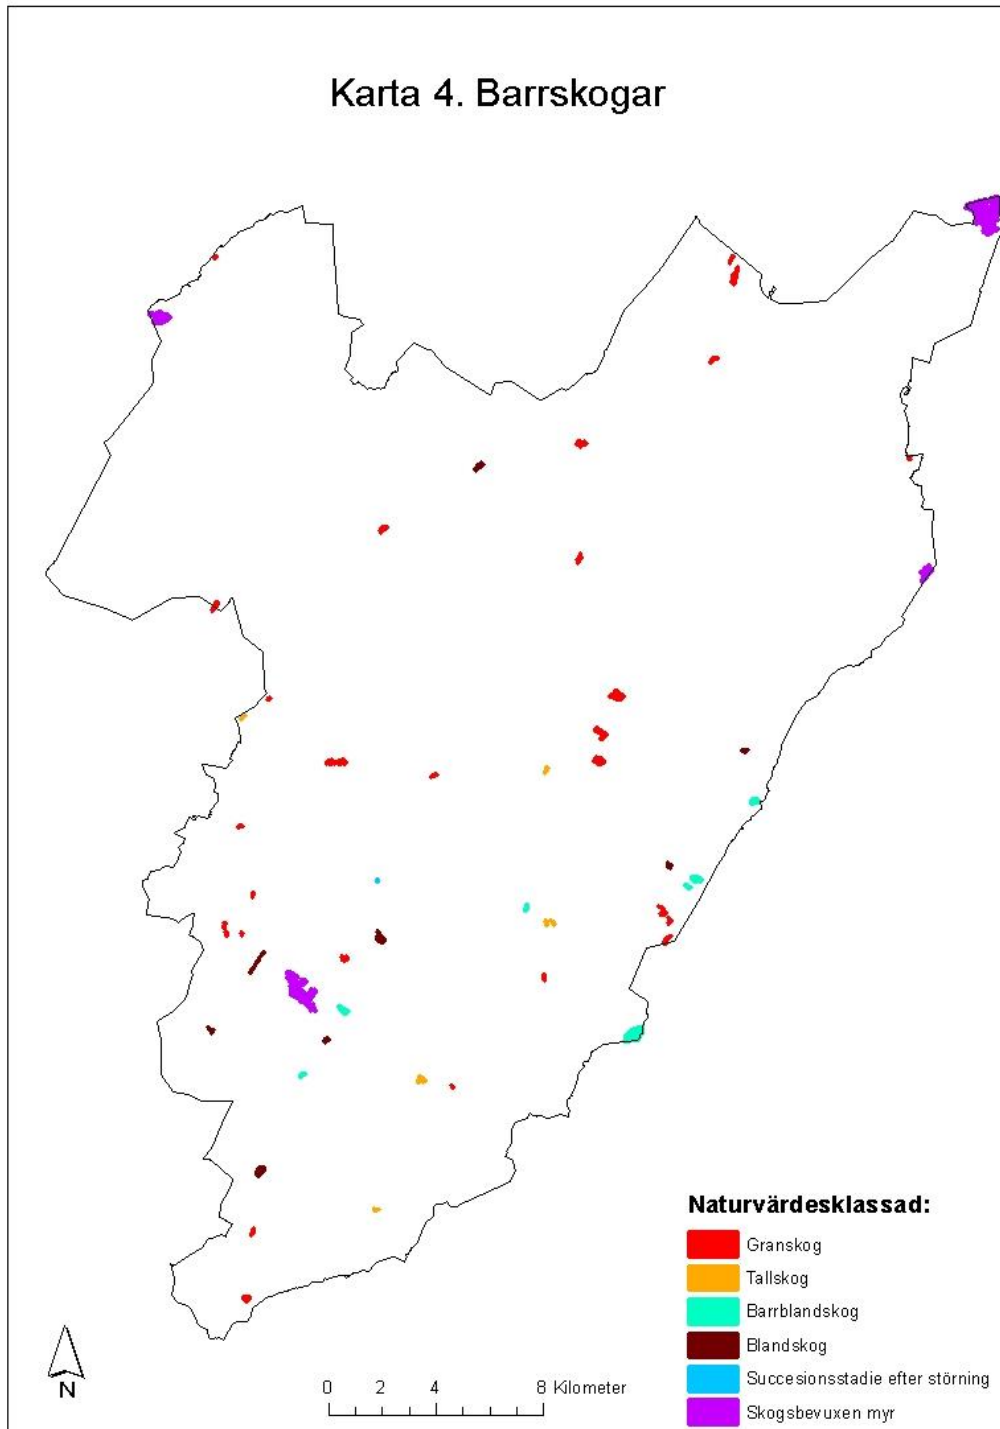 Karta 4. Barrskogar
Naturvärdesklassad:
Granskog
Tallskog
Barrblandskog
Blandskog
Succesionsstadie efter störning
Skogsbevuxen myr
N
0 2 4 8 Kilometer